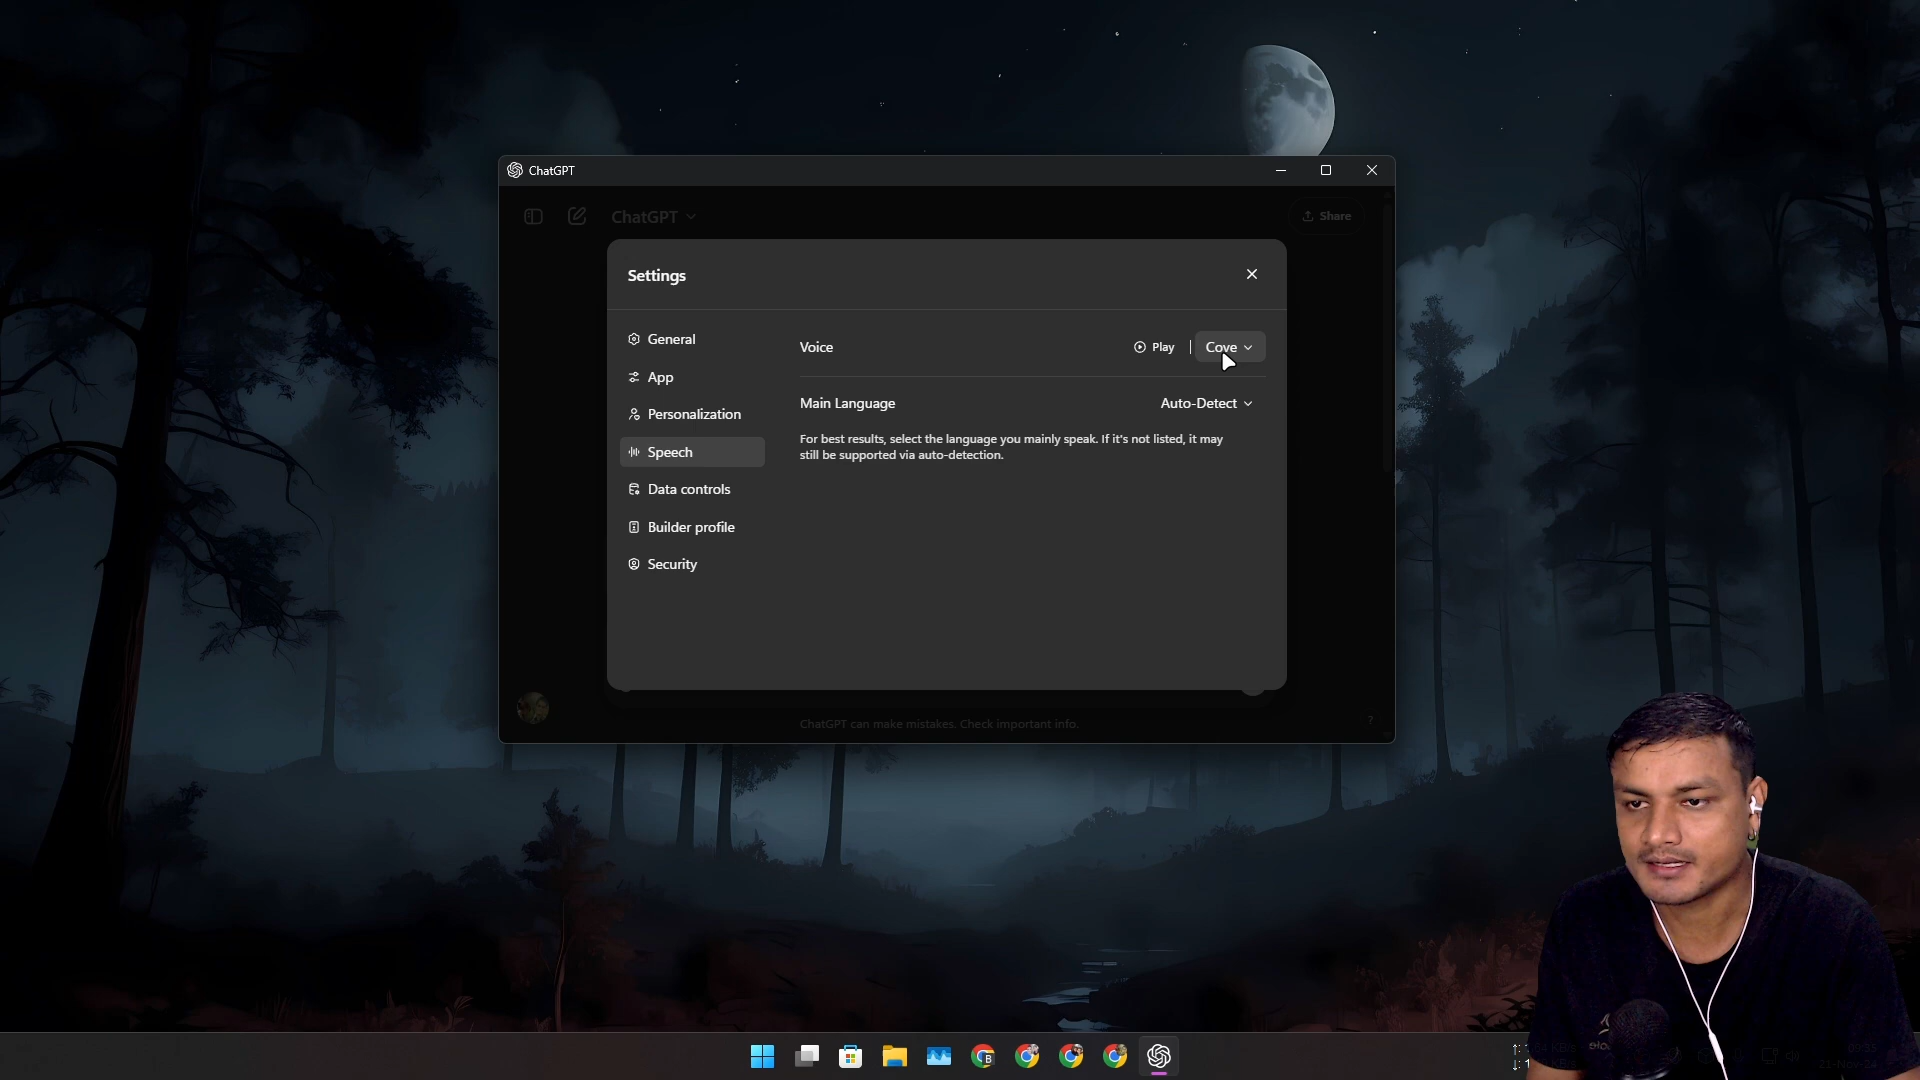 ChatGPT
ChatGPT
Share
Settings
General
App
Personalization
Speech
Data controls
Builder profile
Security
Voice
Play
Cove
Main Language
Auto-Detect
For best results, select the language you mainly speak. If it's not listed, it may
still be supported via auto-detection.
ChatGPT can make mistakes. Check important info.
?
B